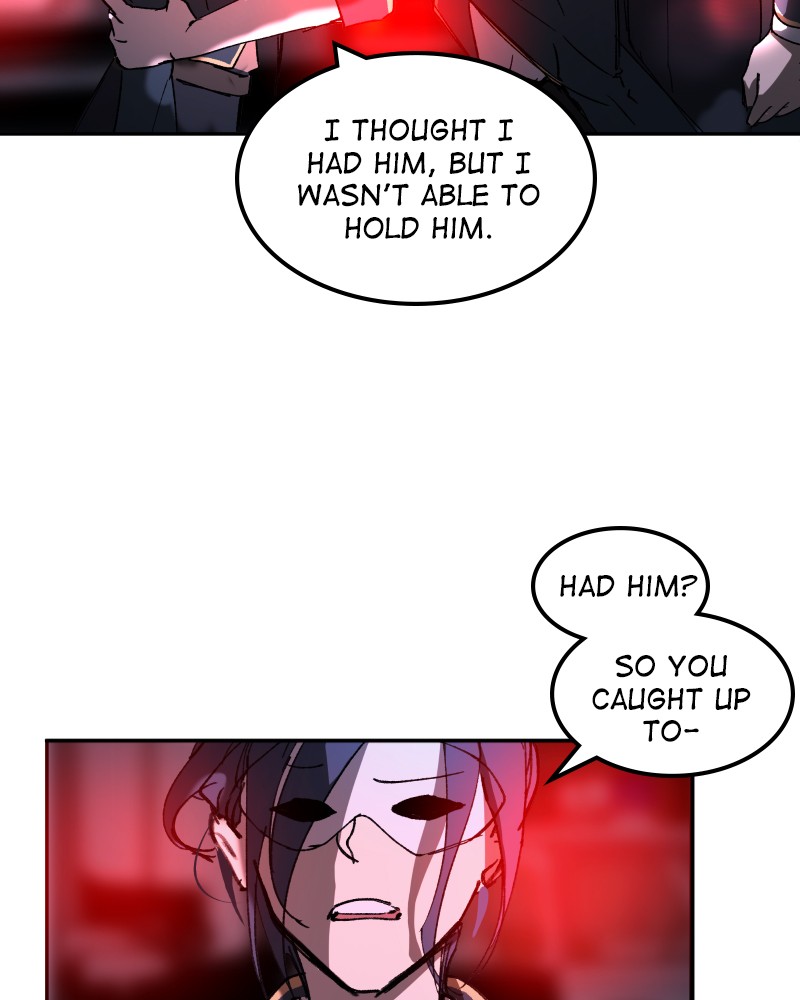 I THOUGHT I
HAD HIM, BUT I
WASN'T ABLE TO
HOLD HIM.
HAD HIM?
SO YOU
CAUGHT UP
TO-